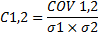 C1,2 = COV 1,2 / σ1 × σ2